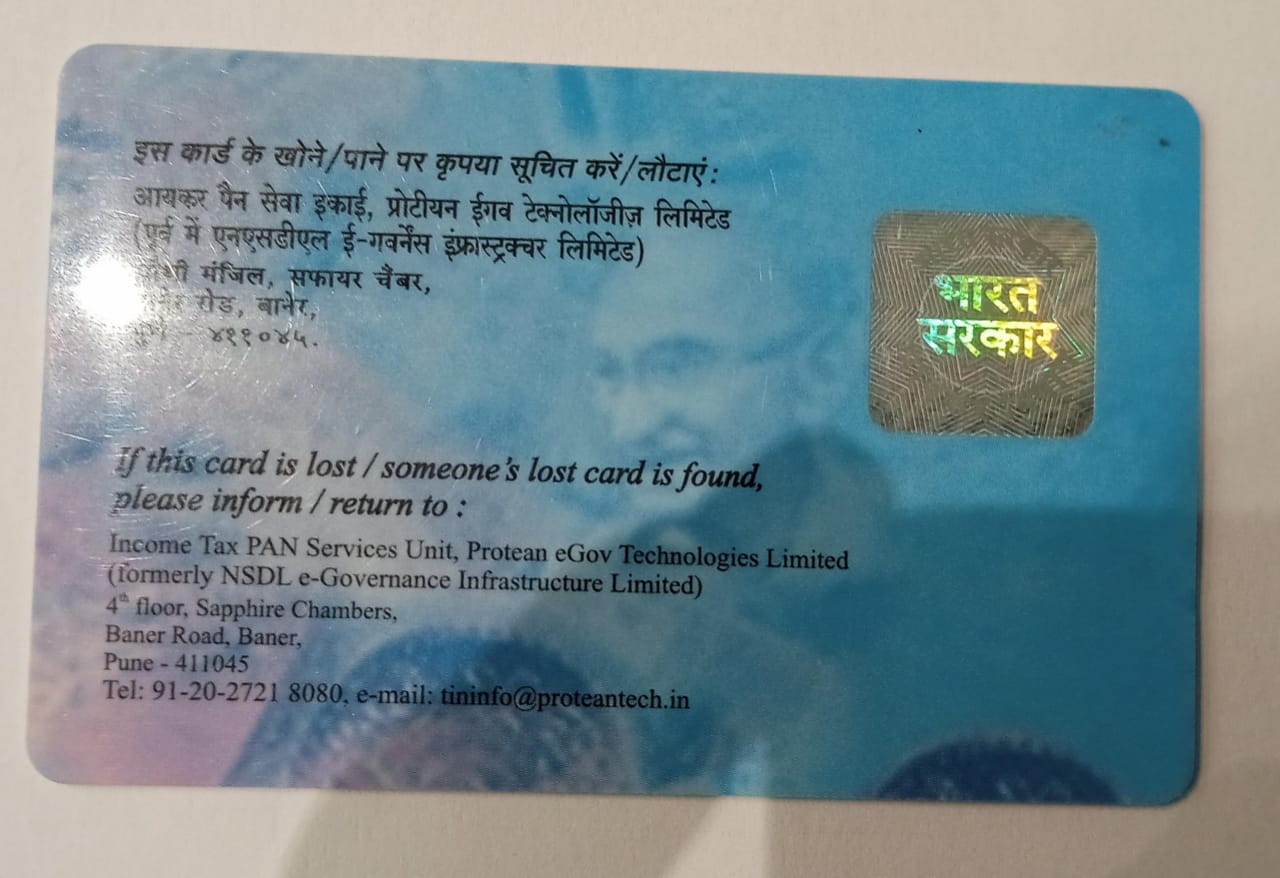 इस कार्ड के खोने/पाने पर कृपया सूचित करें/लौटाएं:
आयकर पैन सेवा इकाई, प्रोटीयन ईगव टेक्नोलॉजीज़ लिमिटेड
(पूर्व में एनएसडीएल ई-गवर्नेंस इंफ्रास्ट्रक्चर लिमिटेड)
मंजिल, सफायर चैंबर,
रोड, बानेर,
४११०४५.
भारत
सरकार
If this card is lost / someone's lost card is found,
please inform / return to :
Income Tax PAN Services Unit, Protean eGov Technologies Limited
(formerly NSDL e-Governance Infrastructure Limited)
4th floor, Sapphire Chambers,
Baner Road, Baner,
Pune - 411045
Tel: 91-20-2721 8080, e-mail: tininfo@proteantech.in